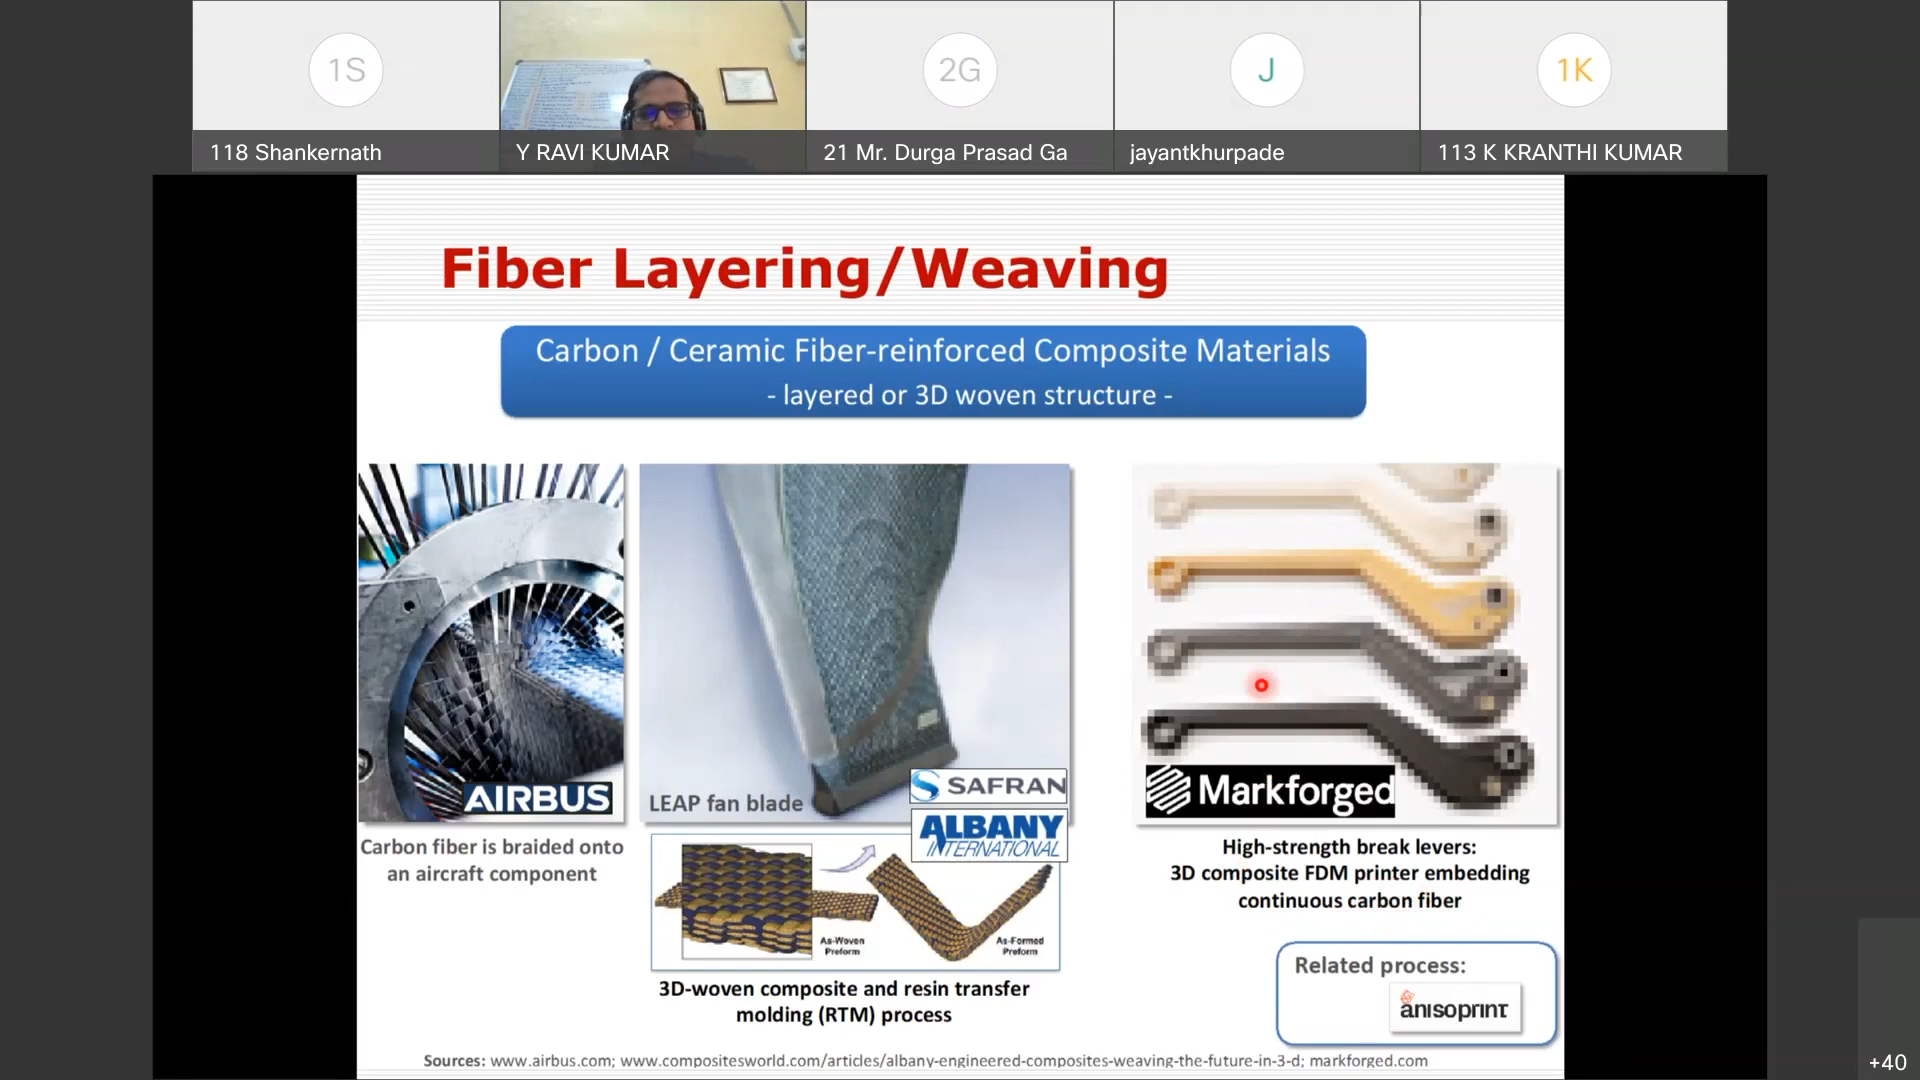 1S
2G
J
1K
118 Shankernath
Y RAVI KUMAR
21 Mr. Durga Prasad Ga
jayantkhurpade
113 K KRANTHI KUMAR
Fiber Layering/Weaving
Carbon / Ceramic Fiber-reinforced Composite Materials
- layered or 3D woven structure -
AIRBUS
Carbon fiber is braided onto
an aircraft component
LEAP fan blade
SAFRAN
ALBANY
INTERNATIONAL
As-Woven
Preform
As-Formed
Preform
3D-woven composite and resin transfer
molding (RTM) process
Markforged
High-strength break levers:
3D composite FDM printer embedding
continuous carbon fiber
Related process:
anisoprint
Sources: www.airbus.com; www.compositesworld.com/articles/albany-engineered-composites-weaving-the-future-in-3-d; markforged.com
+40